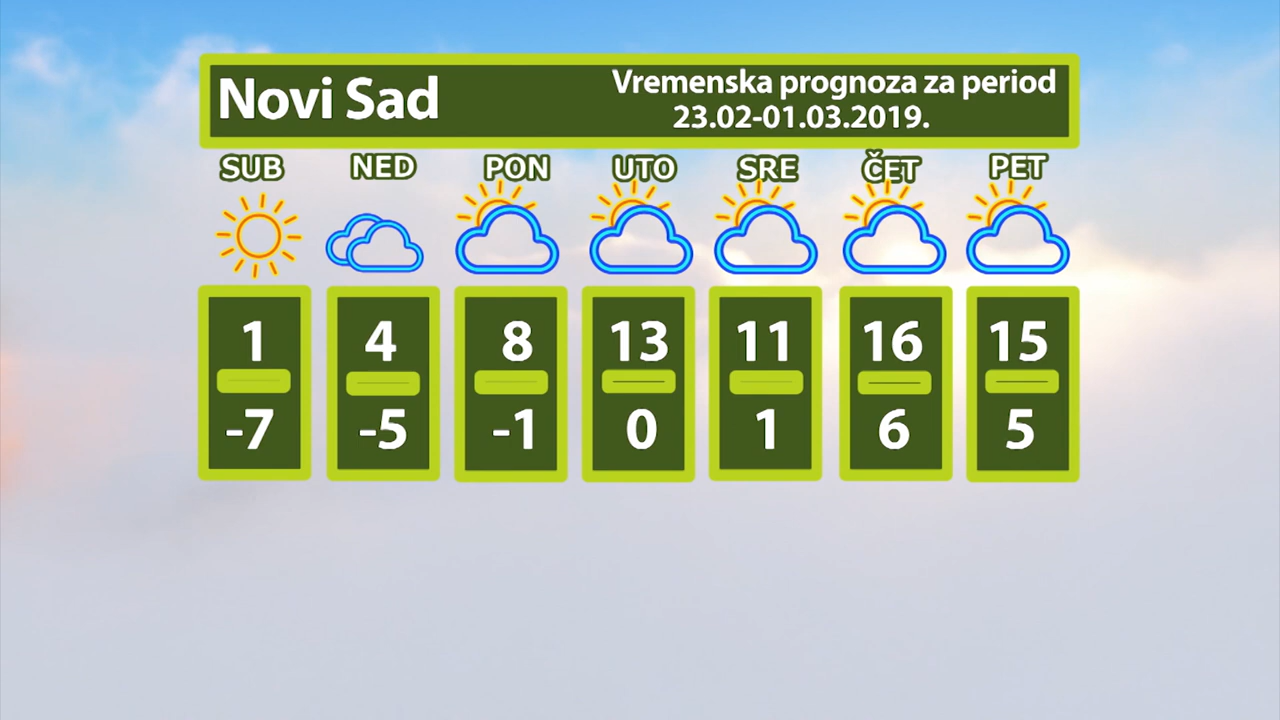 Novi Sad
Vremenska prognoza za period
23.02-01.03.2019.
SUB NED PON UTO SRE ČET PET
1 4 8 13 11 16 15
-7 -5 -1 0 1 6 5